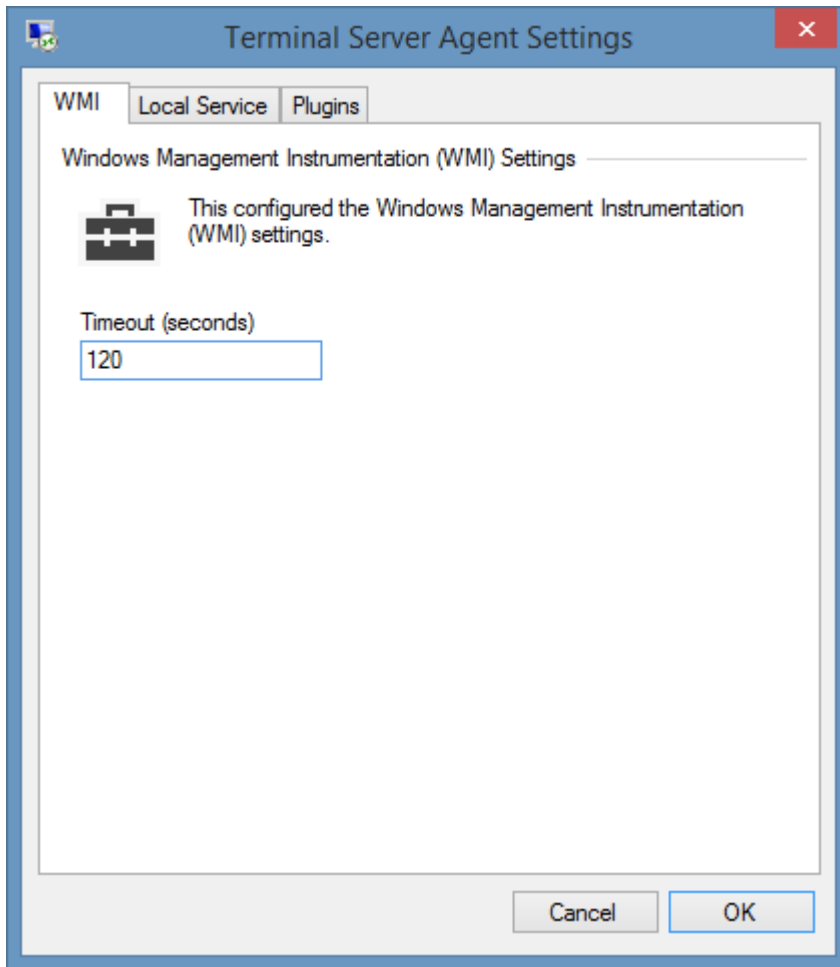 Terminal Server Agent Settings
WMI
Local Service
Plugins
Windows Management Instrumentation (WMI) Settings
This configured the Windows Management Instrumentation
(WMI) settings.
Timeout (seconds)
120
Cancel
OK